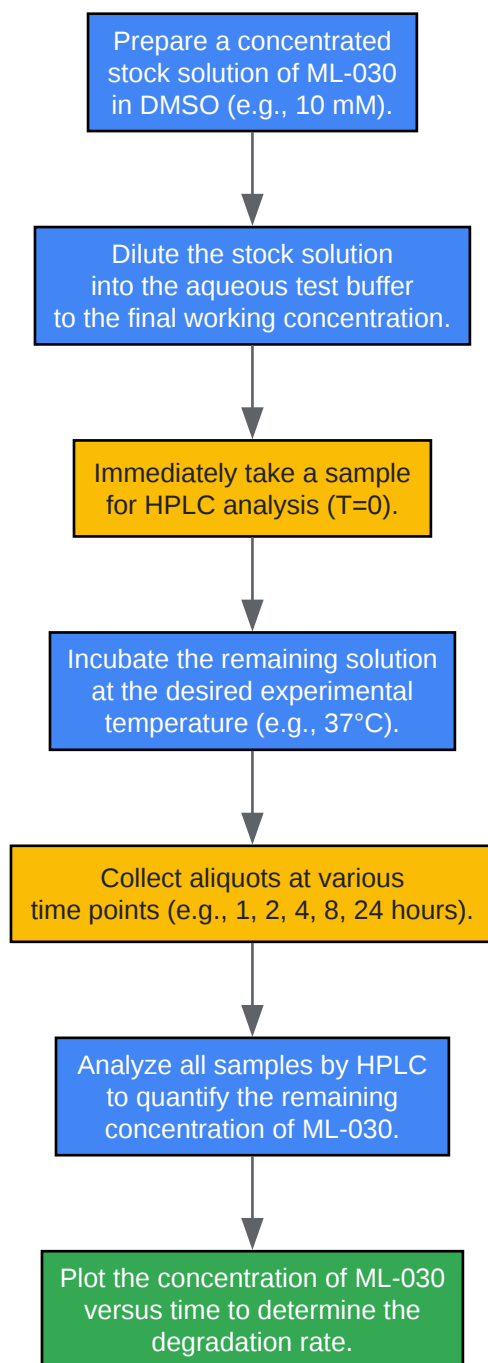 Prepare a concentrated
stock solution of ML-030
in DMSO (e.g., 10 mM).
Dilute the stock solution
into the aqueous test buffer
to the final working concentration.
Immediately take a sample
for HPLC analysis (T=0).
Incubate the remaining solution
at the desired experimental
temperature (e.g., 37°C).
Collect aliquots at various
time points (e.g., 1, 2, 4, 8, 24 hours).
Analyze all samples by HPLC
to quantify the remaining
concentration of ML-030.
Plot the concentration of ML-030
versus time to determine the
degradation rate.